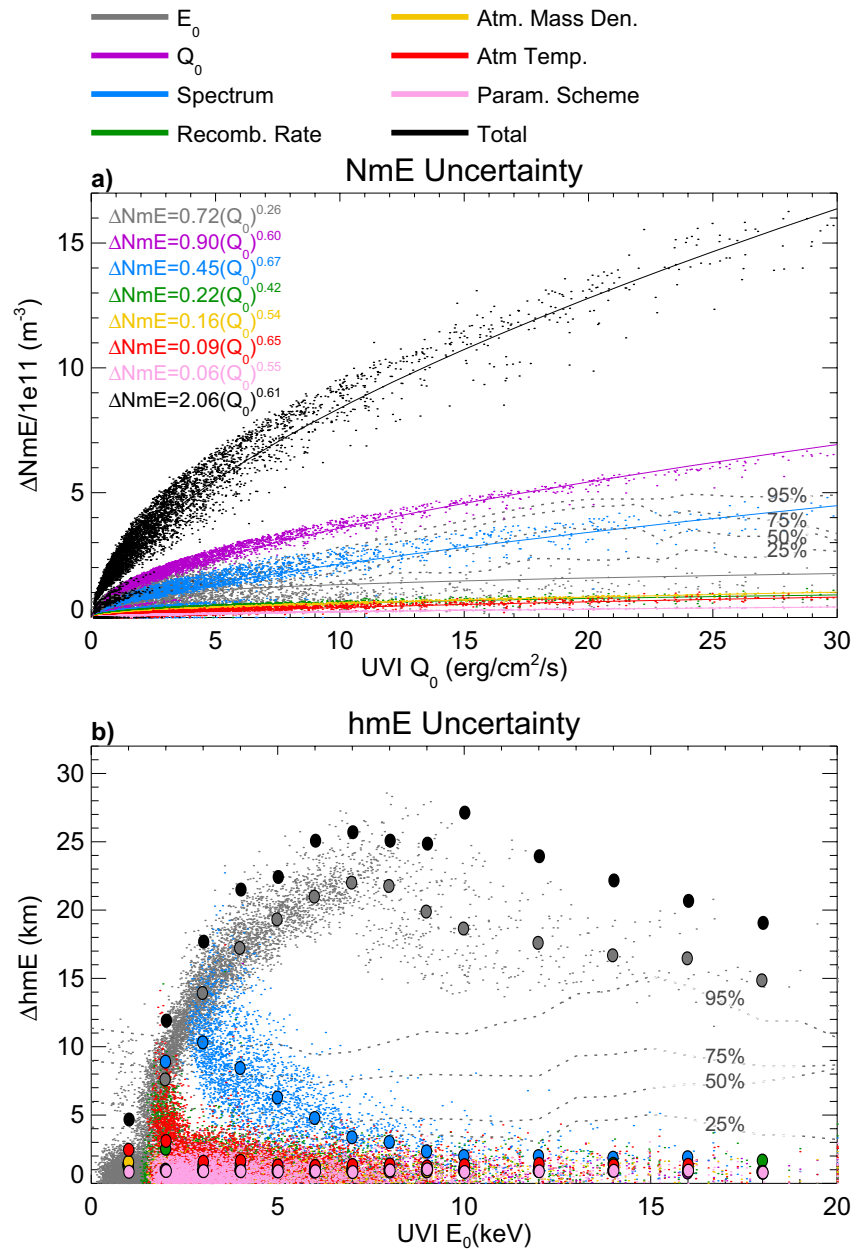 E₀
Atm. Mass Den.
Q₀
Atm Temp.
Spectrum
Param. Scheme
Recomb. Rate
Total
a)
NmE Uncertainty
ΔNmE=0.72(Q₀)^0.26
ΔNmE=0.90(Q₀)^0.60
ΔNmE=0.45(Q₀)^0.67
ΔNmE=0.22(Q₀)^0.42
ΔNmE=0.16(Q₀)^0.54
ΔNmE=0.09(Q₀)^0.65
ΔNmE=0.06(Q₀)^0.55
ΔNmE=2.06(Q₀)^0.61
95%
75%
50%
25%
15
10
5
0
ΔNmE/1e11 (m⁻³)
0 5 10 15 20 25 30
UVI Q₀ (erg/cm²/s)
b)
hmE Uncertainty
95%
75%
50%
25%
30
25
20
15
10
5
0
ΔhmE (km)
0 5 10 15 20
UVI E₀(keV)